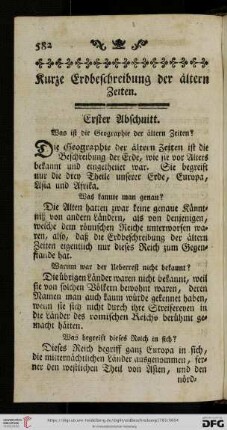 582
Kurze Erdbeschreibung der ältern
Zeiten.
Erster Abschnitt.
Was ist die Geographie der ältern Zeiten?
Die Geographie der ältern Zeiten ist die
Beschreibung der Erde, wie sie vor Alters
bekannt und eingetheilet war. Sie begreift
nur die drey Theile unserer Erde, Europa,
Asia und Afrika.
Was kannte man genau?
Die Alten hatten zwar keine genaue Kännt-
niß von andern Ländern, als von denjenigen,
welche dem römischen Reiche unterworfen wa-
ren, also, daß die Erdbeschreibung der ältern
Zeiten eigentlich nur dieses Reich zum Gegen-
stande hat.
Warum war der Ueberrest nicht bekannt?
Die übrigen Länder waren nicht bekannt, weil
sie von solchen Völkern bewohnt waren, deren
Namen man auch kaum würde gekennet haben,
wenn sie sich nicht durch ihre Streifereyen in
die Länder des römischen Reichs berühmt ge-
macht hätten.
Was begreift dieses Reich in sich?
Dieses Reich begriff ganz Europa in sich,
die mitternächtlichen Länder ausgenommen, fer-
ner den westlichen Theil von Asien, und den
nörd-
DFG